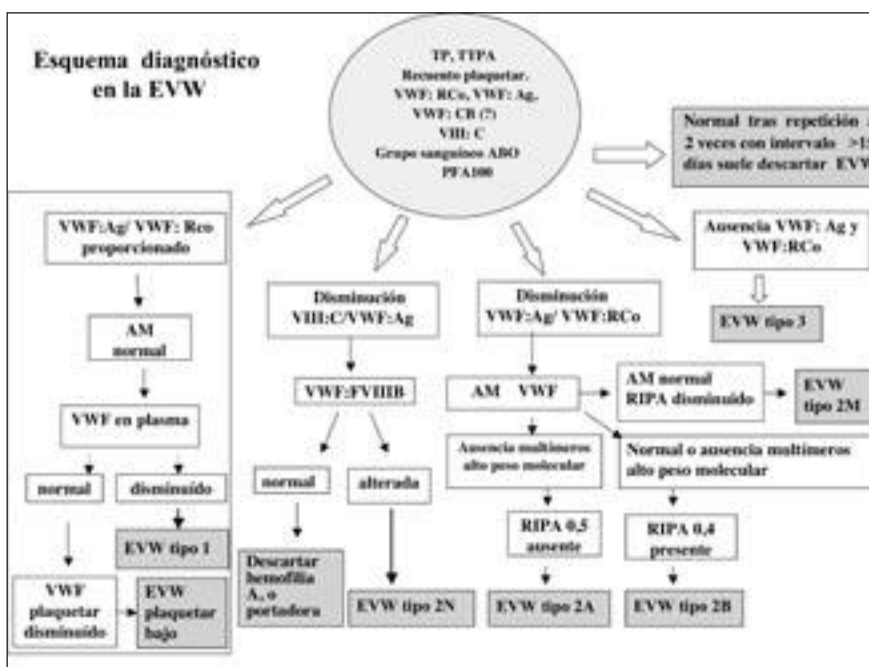 Esquema diagnóstico
en la EVW
TP, TTPA
Recuento plaquetar.
VWF: RCo, VWF: Ag,
VWF: CB (?)
VIII: C
Grupo sanguíneo ABO
PFA100
Normal tras repetición
2 veces con intervalo
días suele descartar EVW
VWF:Ag/ VWF: Rco
proporcionado
AM
normal
VWF en plasma
normal
disminuído
EVW tipo 1
VWF
plaquetar
disminuído
EVW
plaquetar
bajo
Disminución
VIII:C/VWF:Ag
VWF:FVIIIB
normal
alterada
Descartar
hemofilia
A, o
portadora
EVW tipo 2N
Disminución
VWF:Ag/ VWF:RCo
AM VWF
AM normal
RIPA disminuído
EVW
tipo 2M
Ausencia multímeros
alto peso molecular
Normal o ausencia multímeros
alto peso molecular
RIPA 0,5
ausente
RIPA 0,4
presente
EVW tipo 2A
EVW tipo 2B
Ausencia VWF: Ag y
VWF:RCo
EVW tipo 3